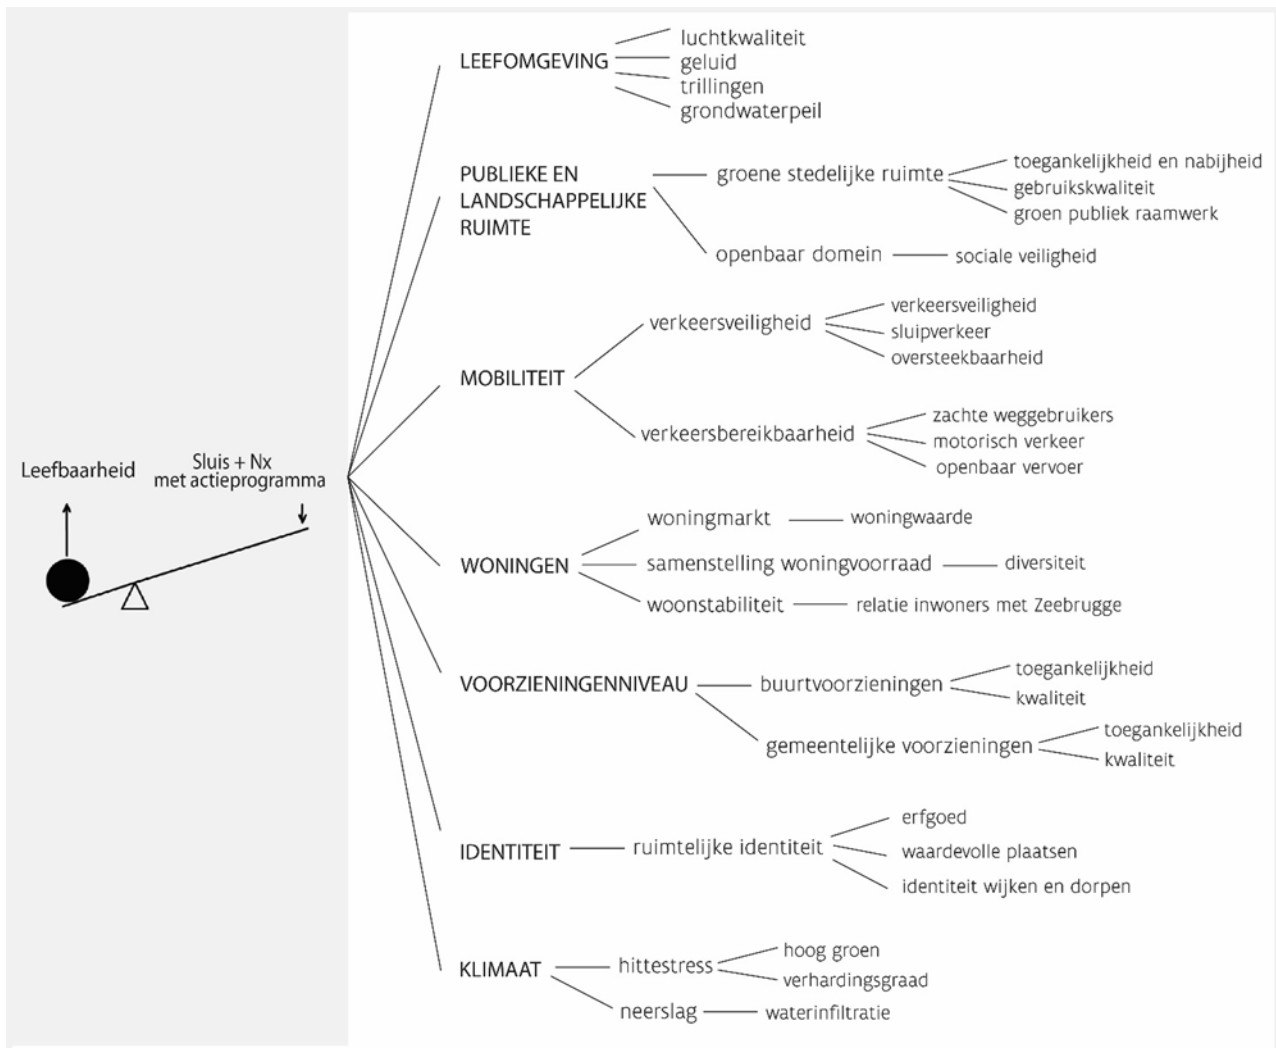 Leefbaarheid
Sluis + Nx
met actieprogramma
LEEFOMGEVING
luchtkwaliteit
geluid
trillingen
grondwaterpeil
PUBLIEKE EN
LANDSCHAPPELIJKE
RUIMTE
groene stedelijke ruimte
toegankelijkheid en nabijheid
gebruikskwaliteit
groen publiek raamwerk
openbaar domein
sociale veiligheid
MOBILITEIT
verkeersveiligheid
verkeersveiligheid
sluipverkeer
oversteekbaarheid
verkeersbereikbaarheid
zachte weggebruikers
motorisch verkeer
openbaar vervoer
WONINGEN
woningmarkt
woningwaarde
samenstelling woningvoorraad
diversiteit
woonstabiliteit
relatie inwoners met Zeebrugge
VOORZIENINGENNIVEAU
buurtvoorzieningen
toegankelijkheid
kwaliteit
gemeentelijke voorzieningen
toegankelijkheid
kwaliteit
IDENTITEIT
ruimtelijke identiteit
erfgoed
waardevolle plaatsen
identiteit wijken en dorpen
KLIMAAT
hittestress
hoog groen
verhardingsgraad
neerslag
waterinfiltratie